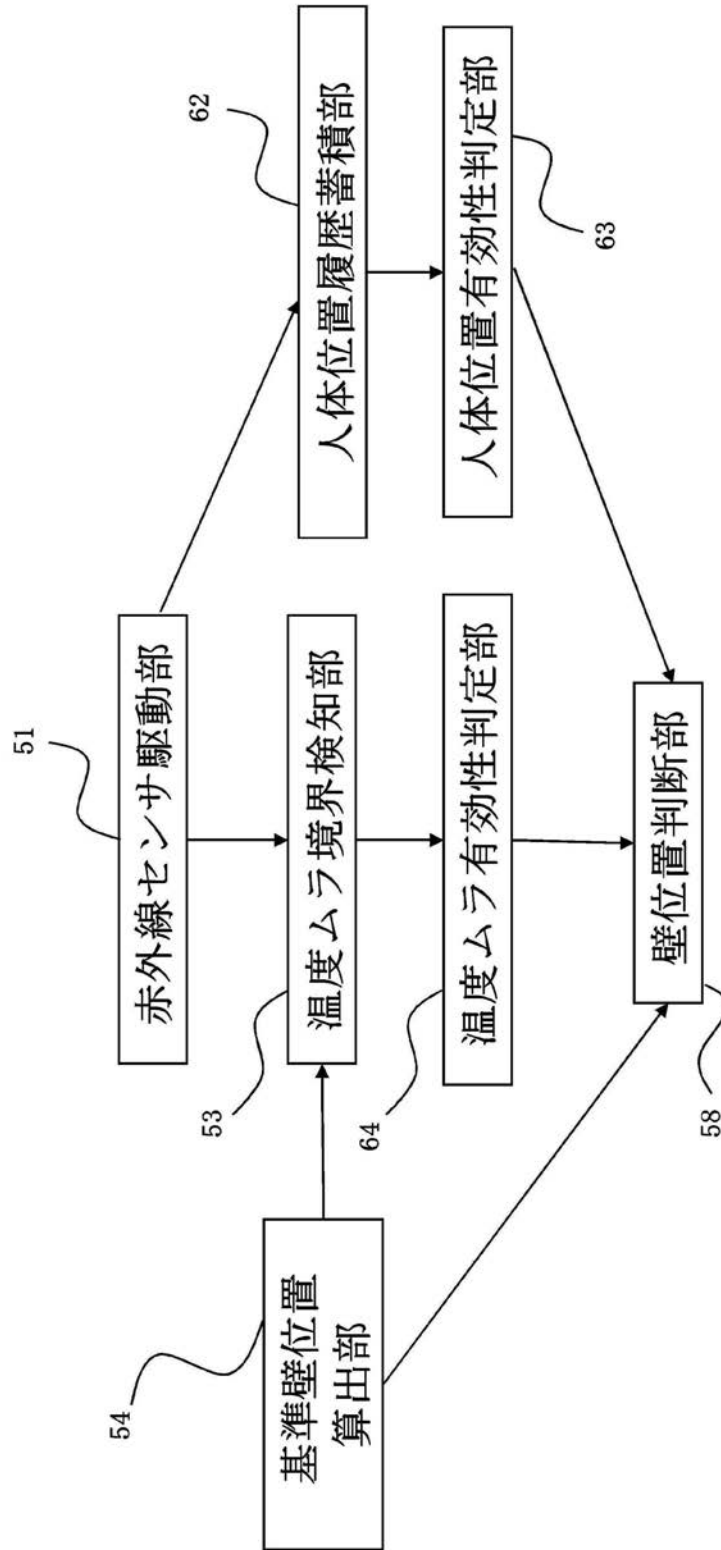 51
赤外線センサ駆動部
62
人体位置履歴蓄積部
54
基準壁位置
算出部
53
温度ムラ境界検知部
人体位置有効性判定部
63
64
温度ムラ有効性判定部
壁位置判断部
58